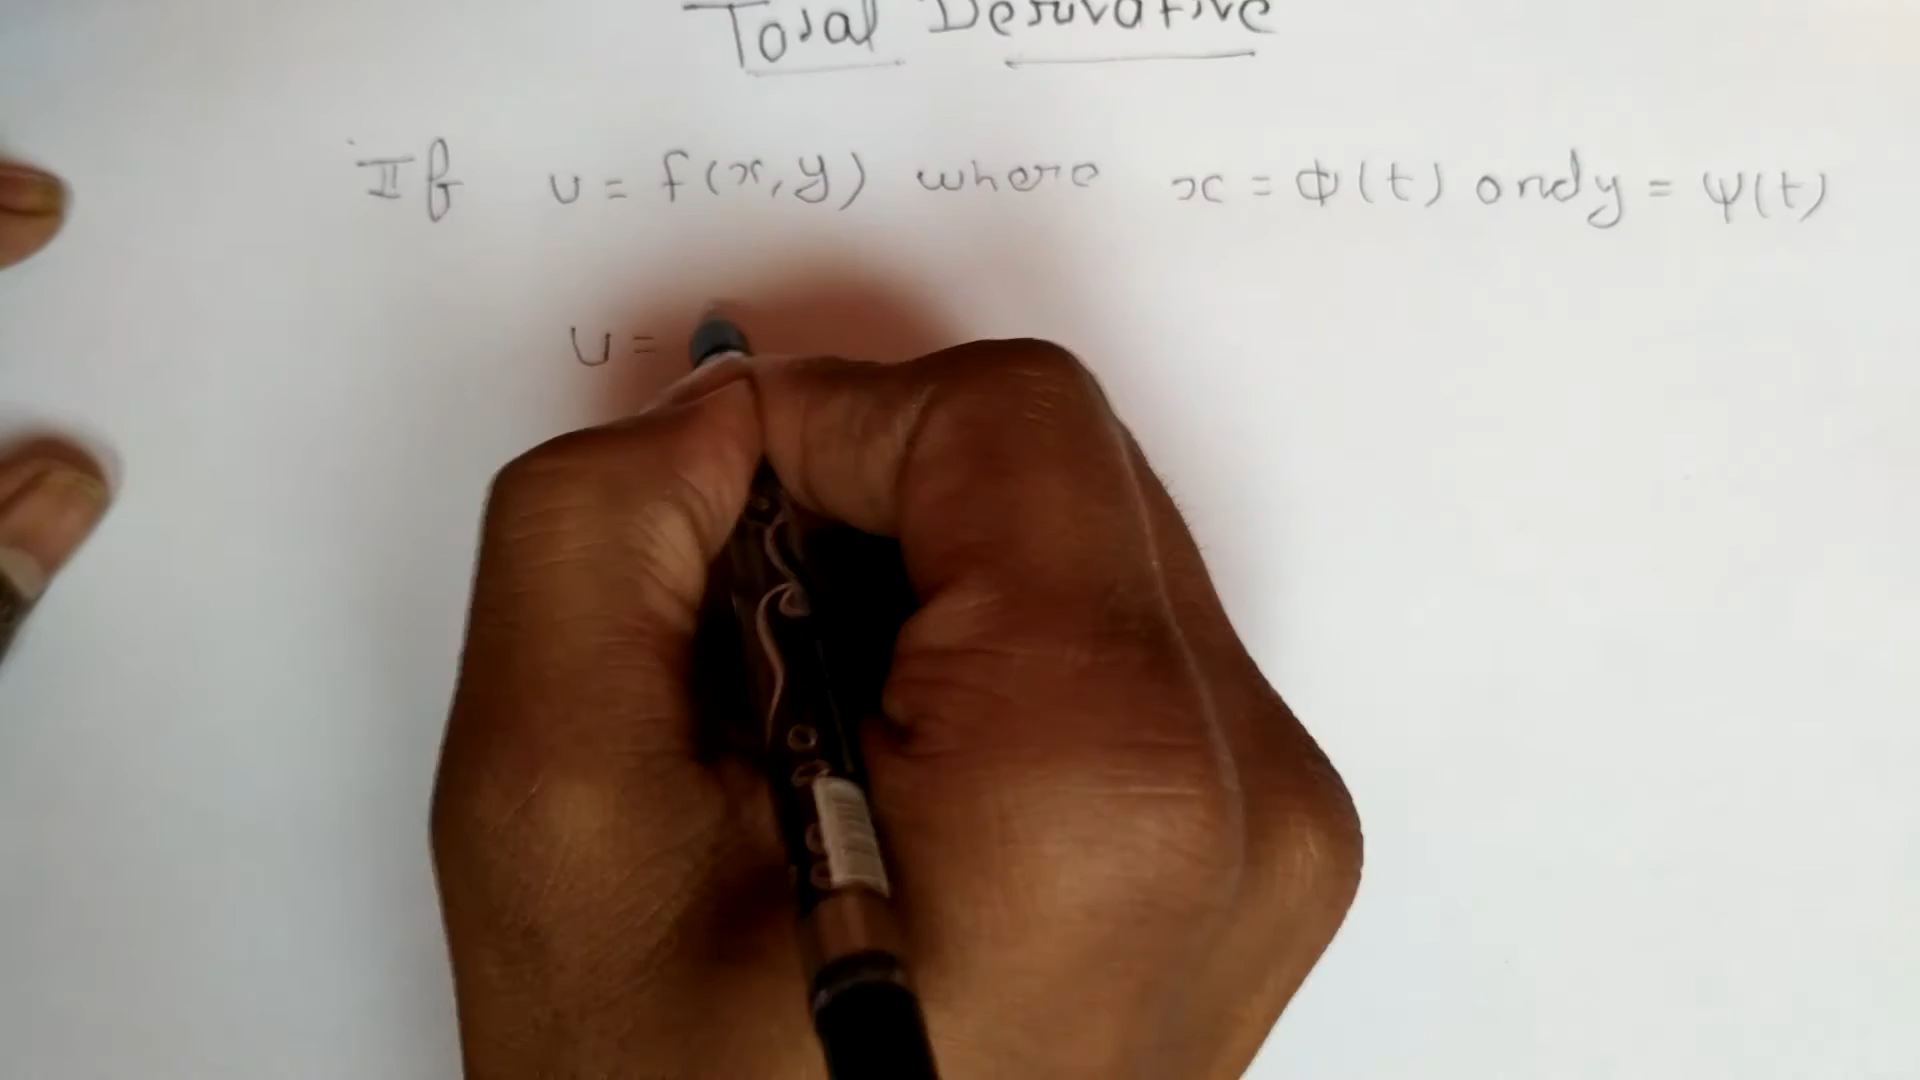 Total Derivative
If u = f(x,y) where x = φ(t) and y = ψ(t)
u =